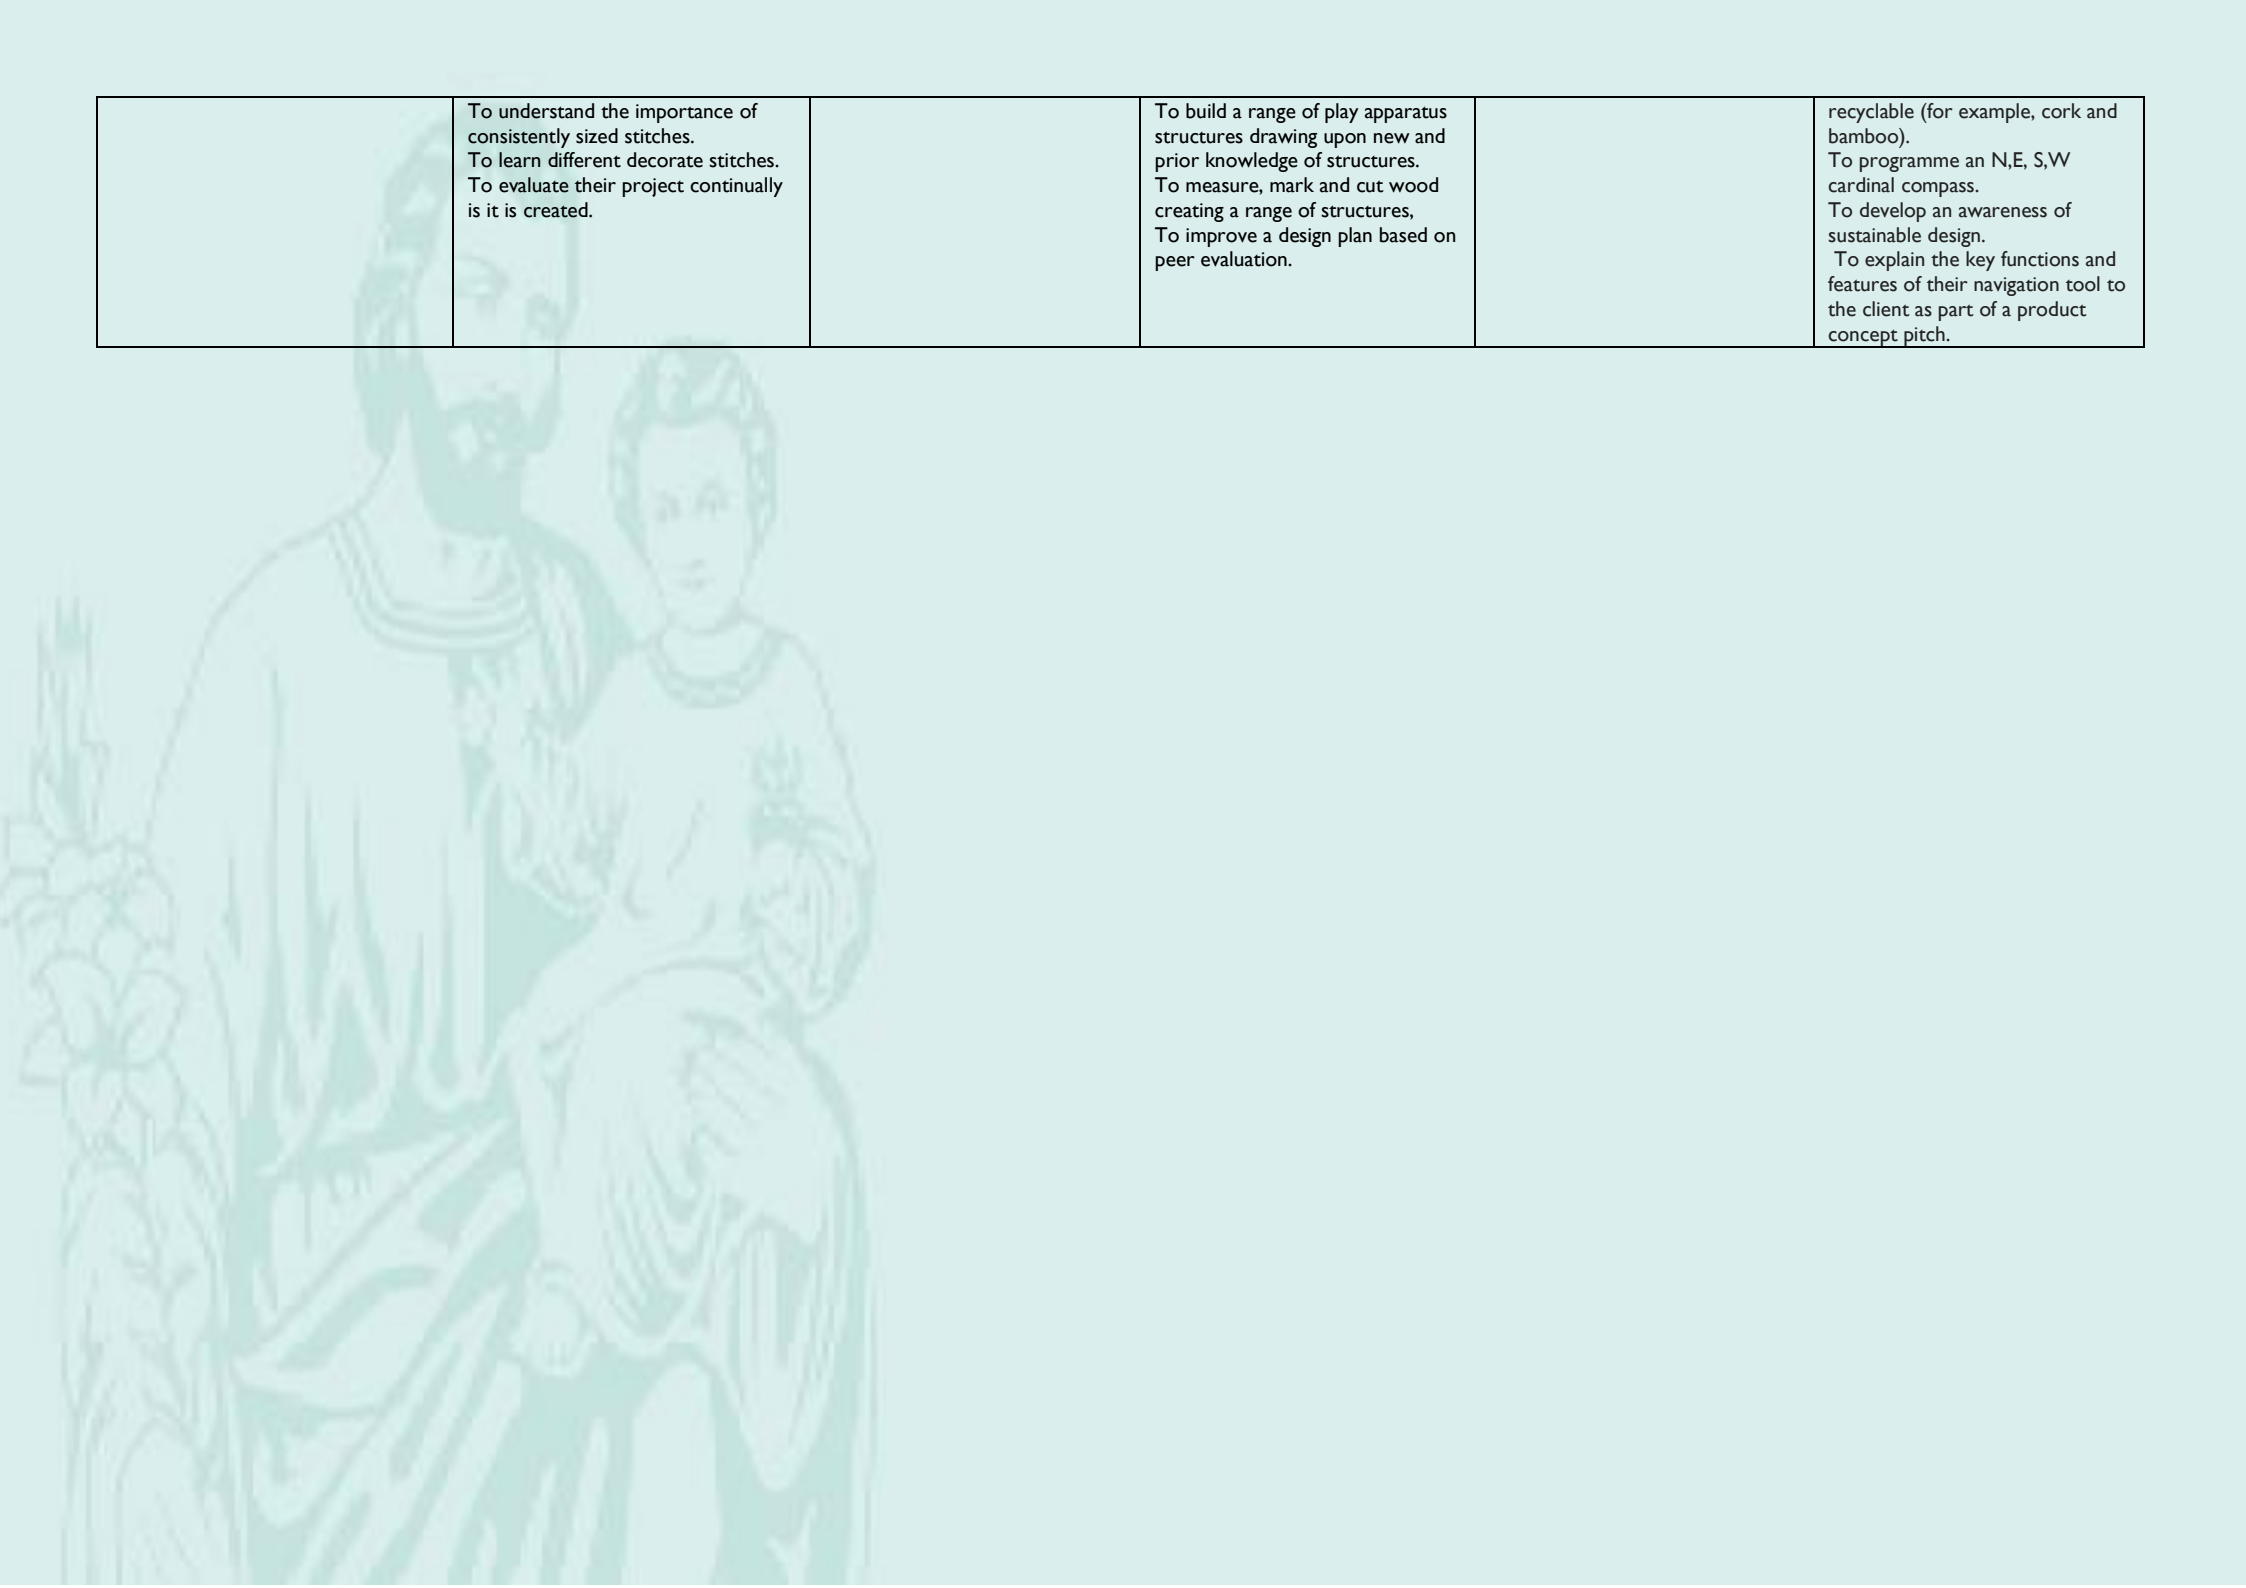 To understand the importance of
consistently sized stitches.
To learn different decorate stitches.
To evaluate their project continually
is it is created.
To build a range of play apparatus
structures drawing upon new and
prior knowledge of structures.
To measure, mark and cut wood
creating a range of structures,
To improve a design plan based on
peer evaluation.
recyclable (for example, cork and
bamboo).
To programme an N,E, S,W
cardinal compass.
To develop an awareness of
sustainable design.
To explain the key functions and
features of their navigation tool to
the client as part of a product
concept pitch.